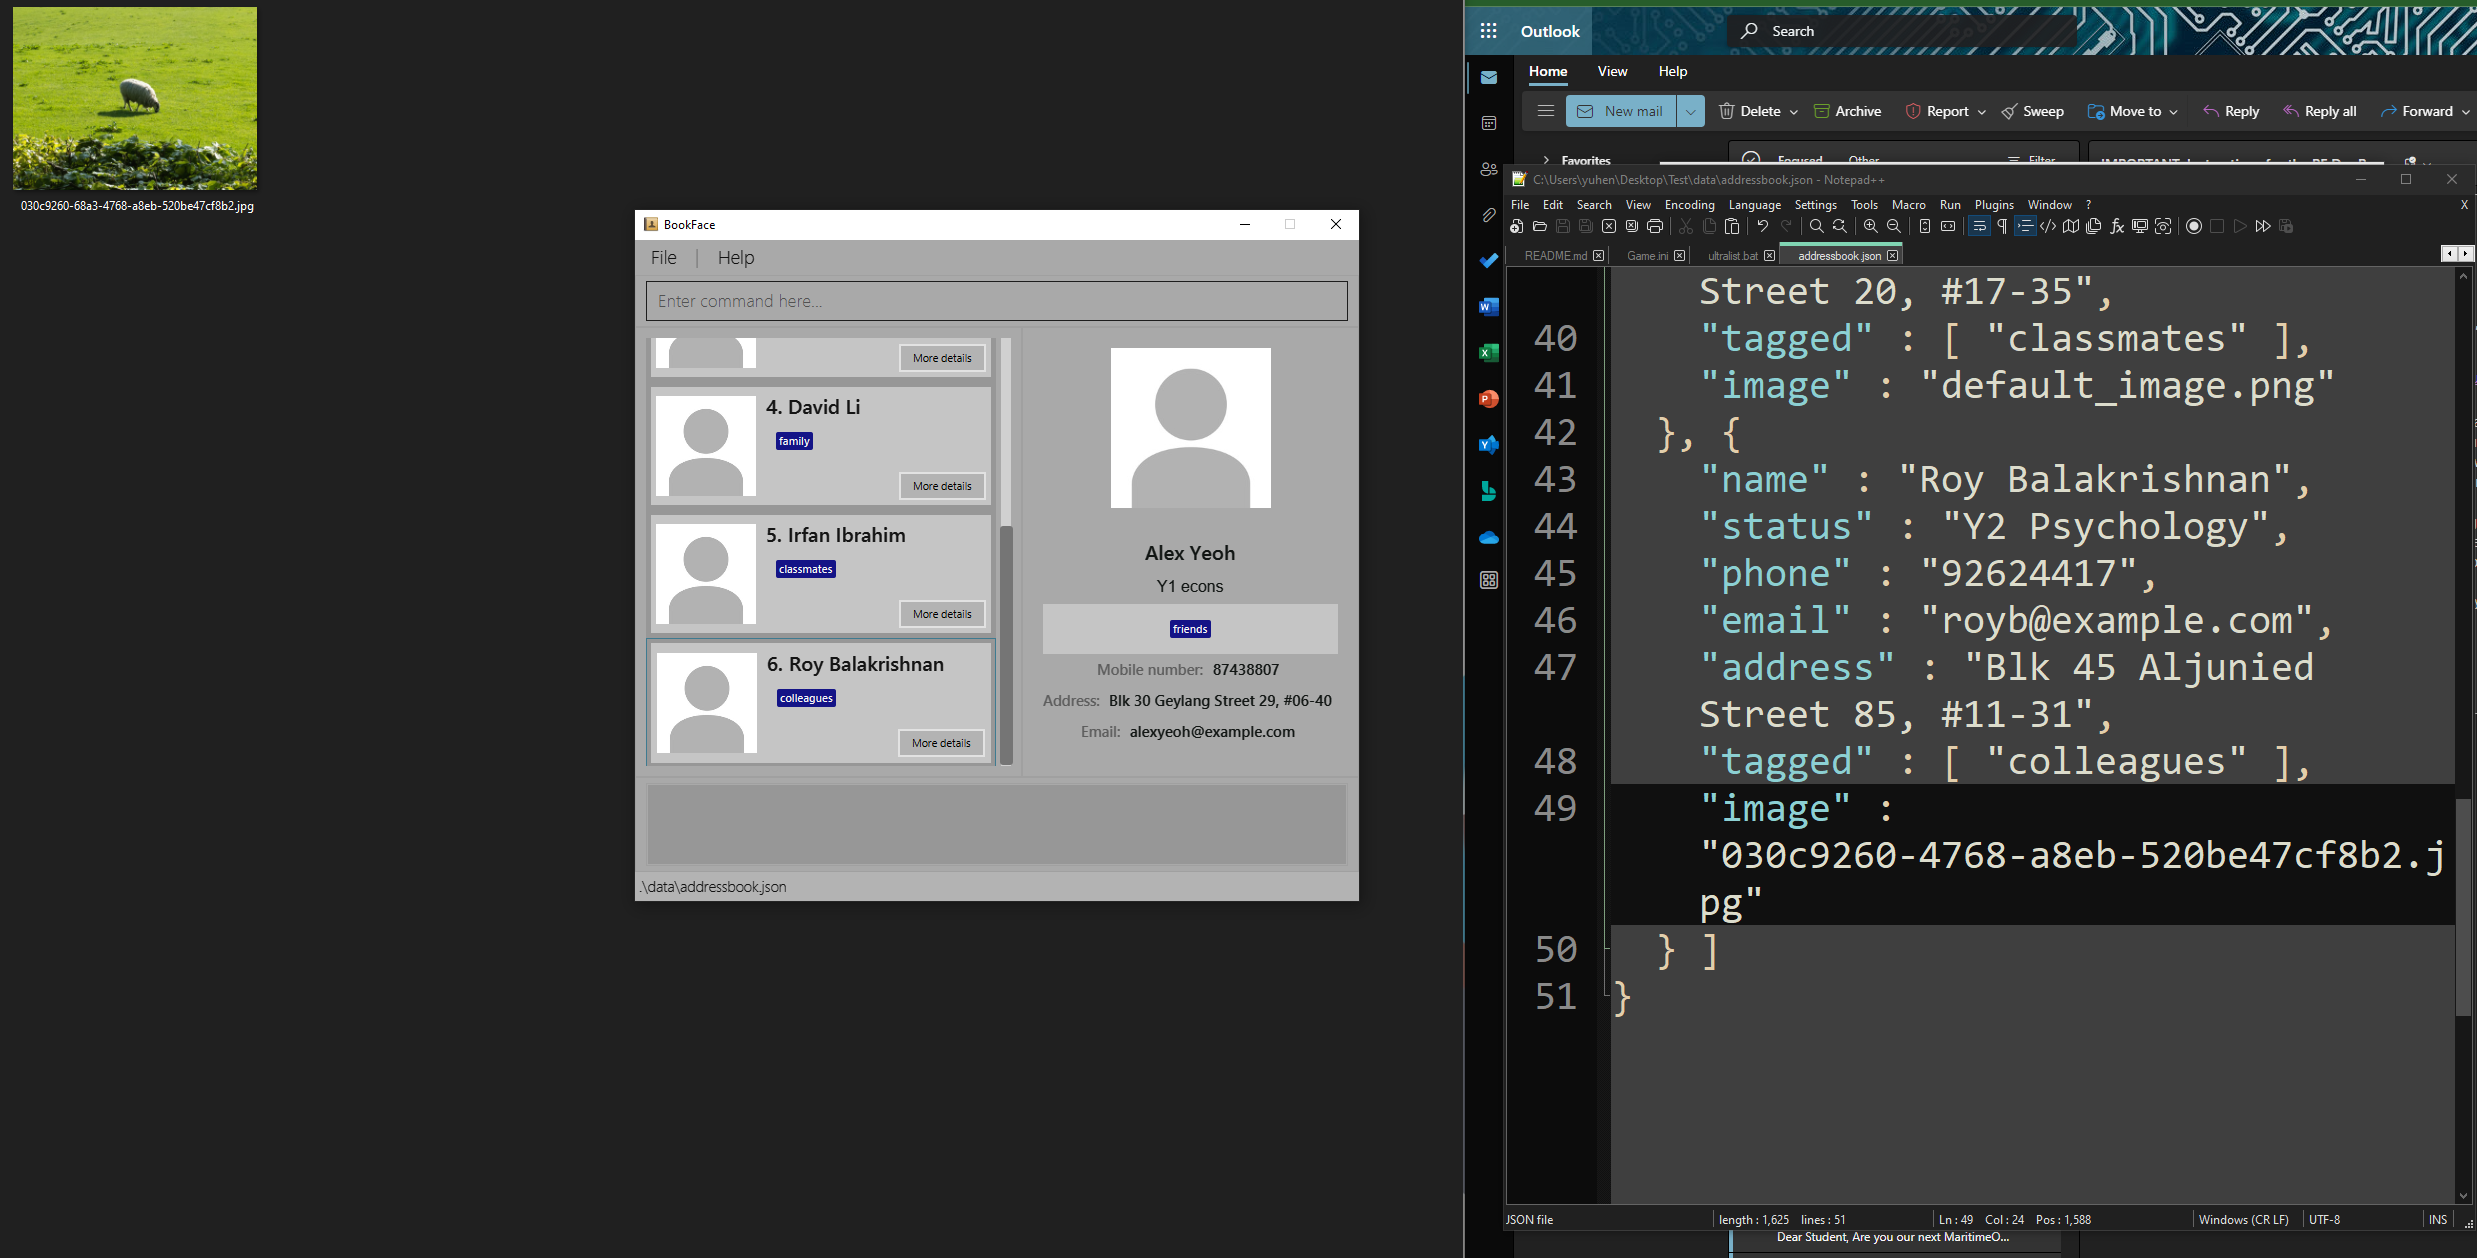 030c9260-68a3-4768-a8eb-520be47cf8b2.jpg
BookFace
File | Help
Enter command here...
More details
4. David Li
family
More details
5. Irfan Ibrahim
classmates
More details
6. Roy Balakrishnan
colleagues
More details
Alex Yeoh
Y1 econs
friends
Mobile number: 87438807
Address: Blk 30 Geylang Street 29, #06-40
Email: alexyeoh@example.com
.\data\addressbook.json
Outlook
Search
Home View Help
New mail Delete Archive Report Sweep Move to Reply Reply all Forward
Favorites
Focused Other Filter
C:\Users\yuhen\Desktop\Test\data\addressbook.json - Notepad++
File Edit Search View Encoding Language Settings Tools Macro Run Plugins Window ? X
README.md Game.ini ultralist.bat addressbook.json
Street 20, #17-35",
40 "tagged" : [ "classmates" ],
41 "image" : "default_image.png"
42 }, {
43 "name" : "Roy Balakrishnan",
44 "status" : "Y2 Psychology",
45 "phone" : "92624417",
46 "email" : "royb@example.com",
47 "address" : "Blk 45 Aljunied
Street 85, #11-31",
48 "tagged" : [ "colleagues" ],
49 "image" :
"030c9260-4768-a8eb-520be47cf8b2.j
pg"
50 } ]
51 }
JSON file length : 1,625 lines : 51 Ln : 49 Col : 24 Pos : 1,588 Windows (CR LF) UTF-8 INS
Dear Student, Are you our next MaritimeO...